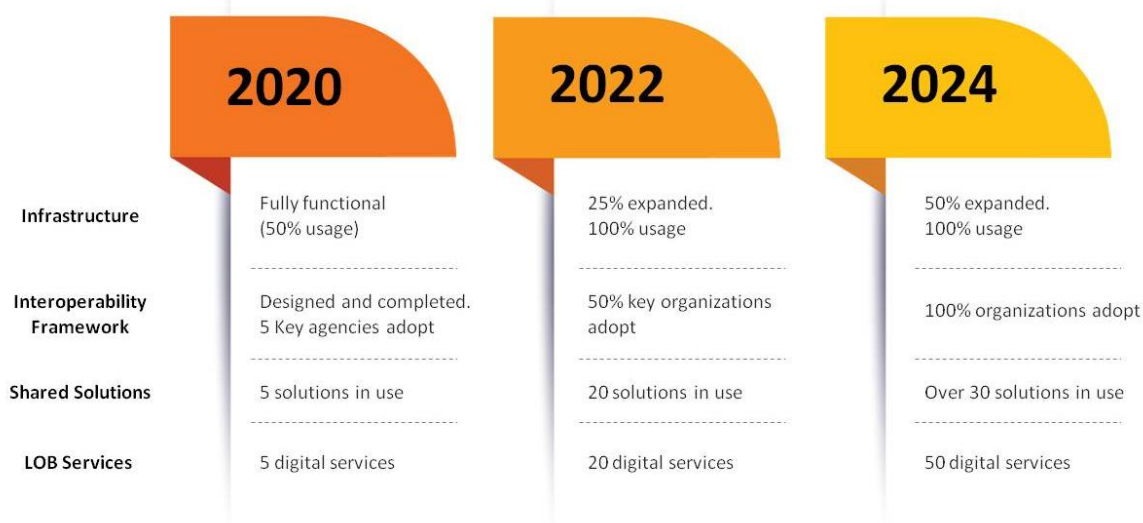 2020
2022
2024
Infrastructure
Fully functional
(50% usage)
25% expanded.
100% usage
50% expanded.
100% usage
Interoperability
Framework
Designed and completed.
5 Key agencies adopt
50% key organizations
adopt
100% organizations adopt
Shared Solutions
5 solutions in use
20 solutions in use
Over 30 solutions in use
LOB Services
5 digital services
20 digital services
50 digital services